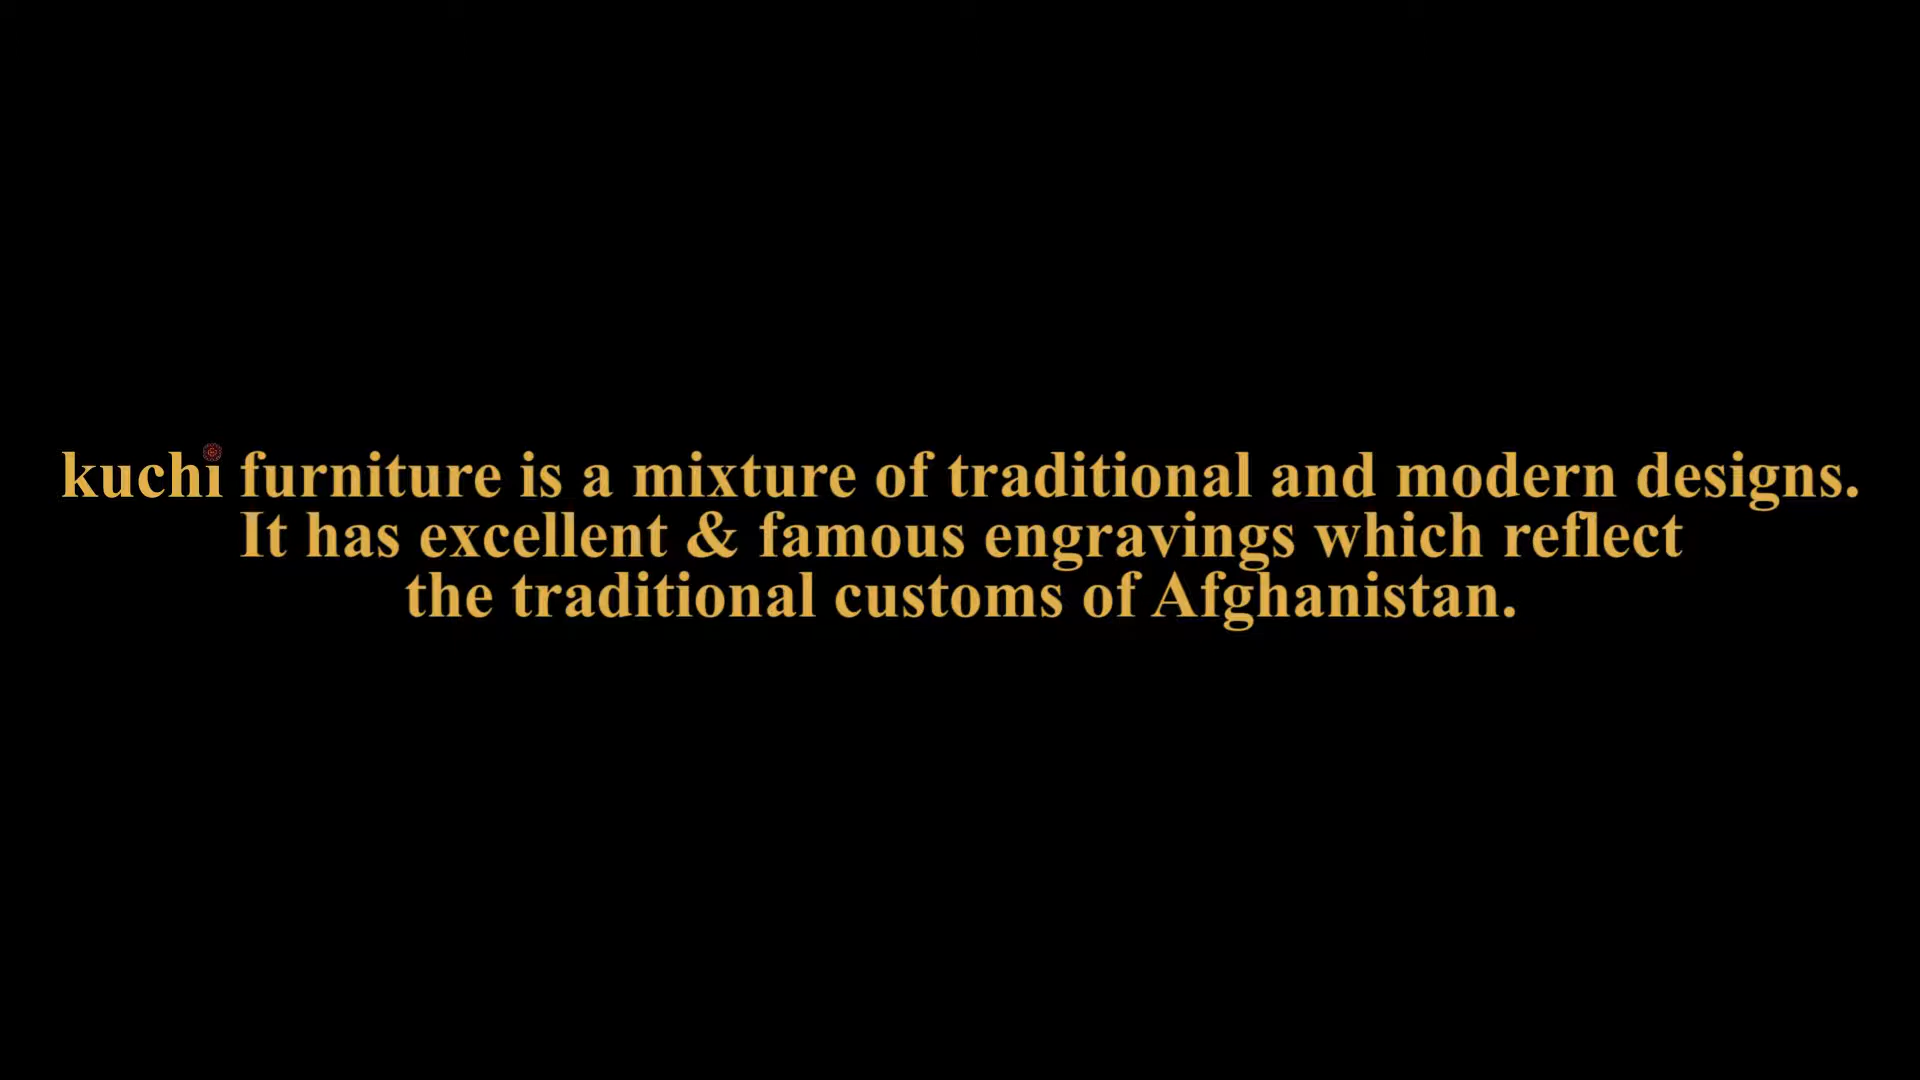 kuchi furniture is a mixture of traditional and modern designs.
It has excellent & famous engravings which reflect
the traditional customs of Afghanistan.